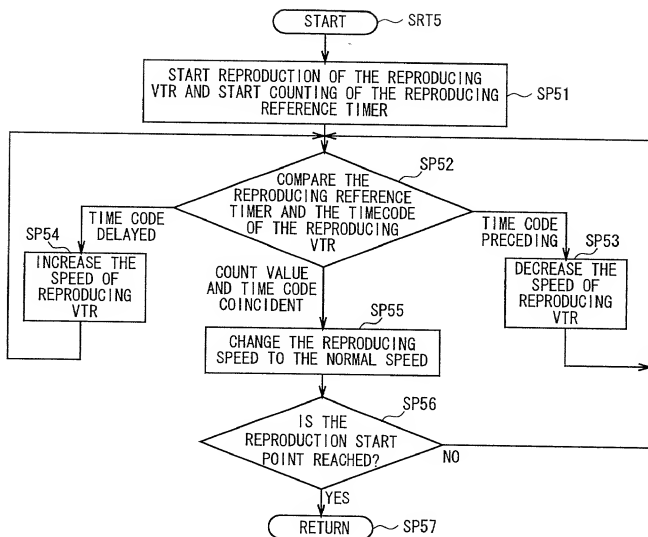 START
SRT5
START REPRODUCTION OF THE REPRODUCING
VTR AND START COUNTING OF THE REPRODUCING
REFERENCE TIMER
SP51
SP52
COMPARE THE
REPRODUCING REFERENCE
TIMER AND THE TIMECODE
OF THE REPRODUCING
VTR
TIME CODE
DELAYED
SP54
INCREASE THE
SPEED OF
REPRODUCING
VTR
TIME CODE
PRECEDING
SP53
DECREASE THE
SPEED OF
REPRODUCING
VTR
COUNT VALUE
AND TIME CODE
COINCIDENT
SP55
CHANGE THE REPRODUCING
SPEED TO THE NORMAL SPEED
SP56
IS THE
REPRODUCTION START
POINT REACHED?
NO
YES
RETURN
SP57